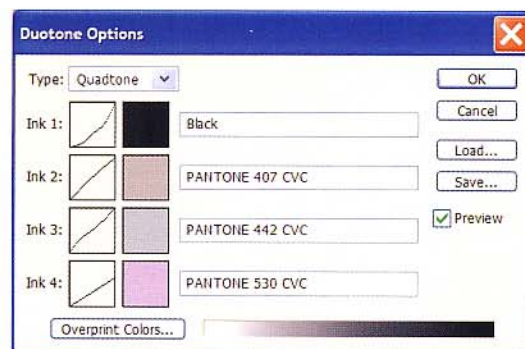 Duotone Options
Type: Quadtone
OK
Ink 1: Black
Cancel
Load...
Ink 2: PANTONE 407 CVC
Save...
Ink 3: PANTONE 442 CVC
Preview
Ink 4: PANTONE 530 CVC
Overprint Colors...